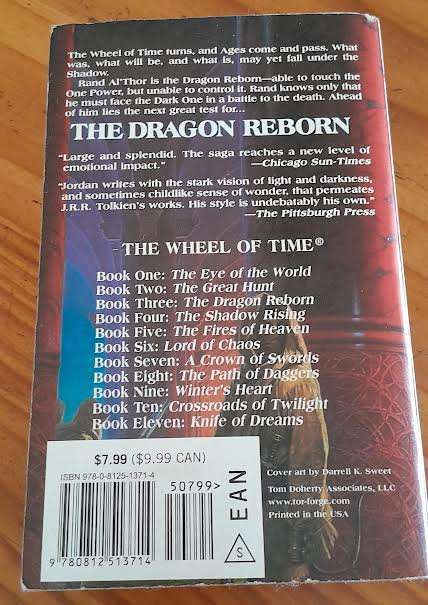 The Wheel of Time turns, and Ages come and pass. What
was, what will be, and what is, may yet fall under the
Shadow.
Rand Al'Thor is the Dragon Reborn—able to touch the
One Power, but unable to control it. Rand knows only that
he must face the Dark One in a battle to the death. Ahead
of him lies the next great test for...
THE DRAGON REBORN
"Large and splendid. The saga reaches a new level of
emotional impact."
—Chicago Sun-Times
"Jordan writes with the stark vision of light and darkness,
and sometimes childlike sense of wonder, that permeates
J.R.R. Tolkien's works. His style is undebatably his own."
—The Pittsburgh Press
THE WHEEL OF TIME®
Book One: The Eye of the World
Book Two: The Great Hunt
Book Three: The Dragon Reborn
Book Four: The Shadow Rising
Book Five: The Fires of Heaven
Book Six: Lord of Chaos
Book Seven: A Crown of Swords
Book Eight: The Path of Daggers
Book Nine: Winter's Heart
Book Ten: Crossroads of Twilight
Book Eleven: Knife of Dreams
$7.99 ($9.99 CAN)
ISBN 978-0-8125-1371-4
50799>
9 780812 513714
EAN
S
Cover art by Darrell K. Sweet
Tom Doherty Associates, LLC
www.tor-forge.com
Printed in the USA